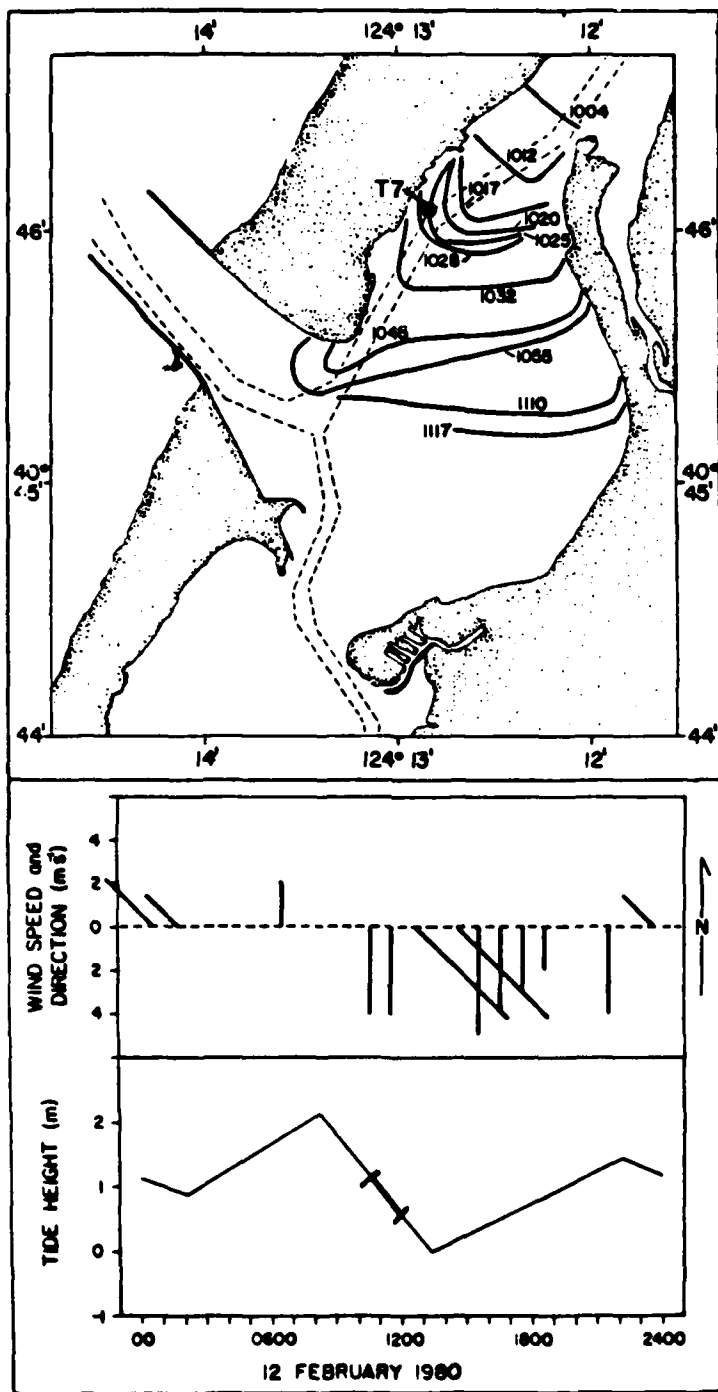 14' 124° 13' 12'
1004
1012
T7
1017
46' 1020 46'
1025
1028
1032
1046
1055
1110
1117
40° 40°
45' 45'
44' 44'
14' 124° 13' 12'
WIND SPEED and
DIRECTION (m s⁻¹)
4
2
0
2
4
N
TIDE HEIGHT (m)
2
1
0
-1
00 0600 1200 1800 2400
12 FEBRUARY 1980